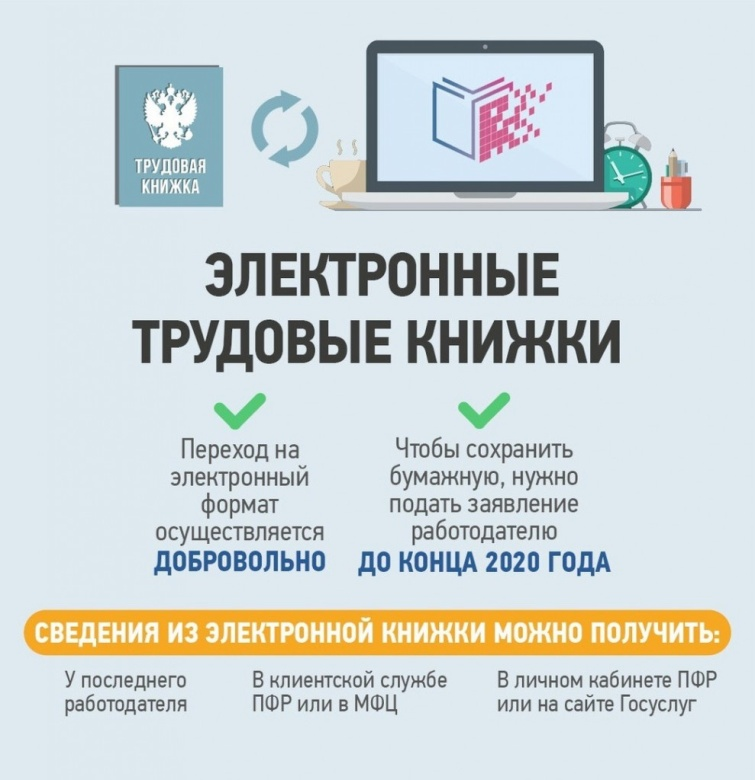 ТРУДОВАЯ
КНИЖКА
ЭЛЕКТРОННЫЕ
ТРУДОВЫЕ КНИЖКИ
Переход на
электронный
формат
осуществляется
ДОБРОВОЛЬНО
Чтобы сохранить
бумажную, нужно
подать заявление
работодателю
ДО КОНЦА 2020 ГОДА
СВЕДЕНИЯ ИЗ ЭЛЕКТРОННОЙ КНИЖКИ МОЖНО ПОЛУЧИТЬ:
У последнего
работодателя
В клиентской службе
ПФР или в МФЦ
В личном кабинете ПФР
или на сайте Госуслуг